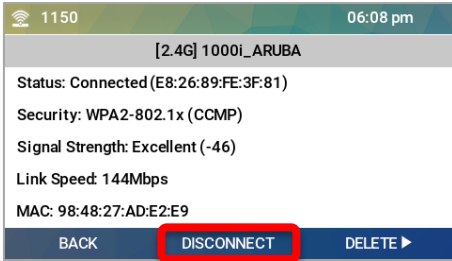 1150 06:08 pm
[2.4G] 1000i_ARUBA
Status: Connected (E8:26:89:FE:3F:81)
Security: WPA2-802.1x (CCMP)
Signal Strength: Excellent (-46)
Link Speed: 144Mbps
MAC: 98:48:27:AD:E2:E9
BACK DISCONNECT DELETE ▶